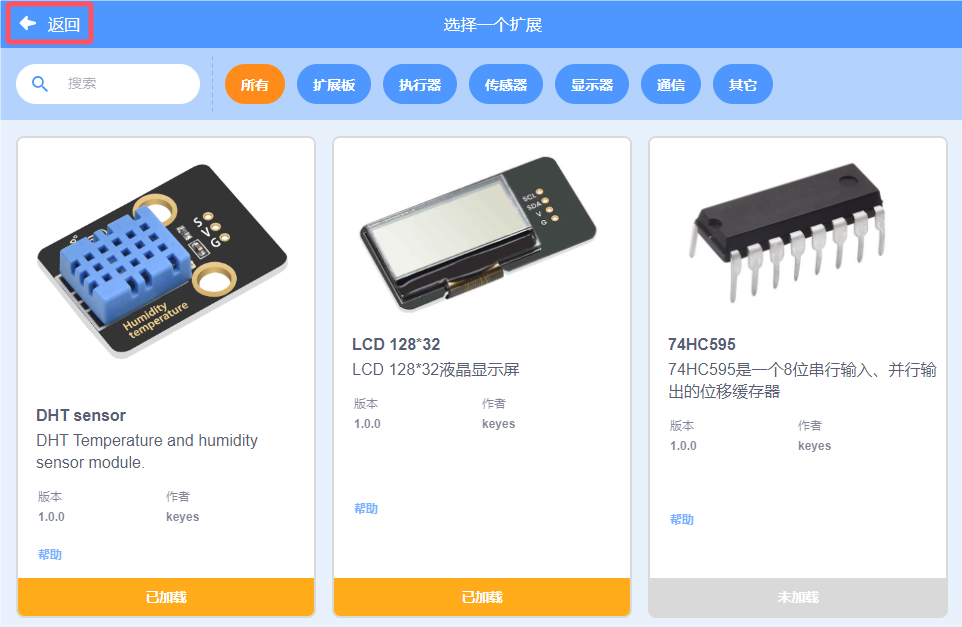 返回
选择一个扩展
搜索
所有
扩展板
执行器
传感器
显示器
通信
其它
S
V
G
Humidity
temperature
DHT sensor
DHT Temperature and humidity
sensor module.
版本
作者
1.0.0
keyes
帮助
已加载
SCL
SDA
V
G
LCD 128*32
LCD 128*32液晶显示屏
版本
作者
1.0.0
keyes
帮助
已加载
74HC595
74HC595是一个8位串行输入、并行输
出的位移缓存器
版本
作者
1.0.0
keyes
帮助
未加载